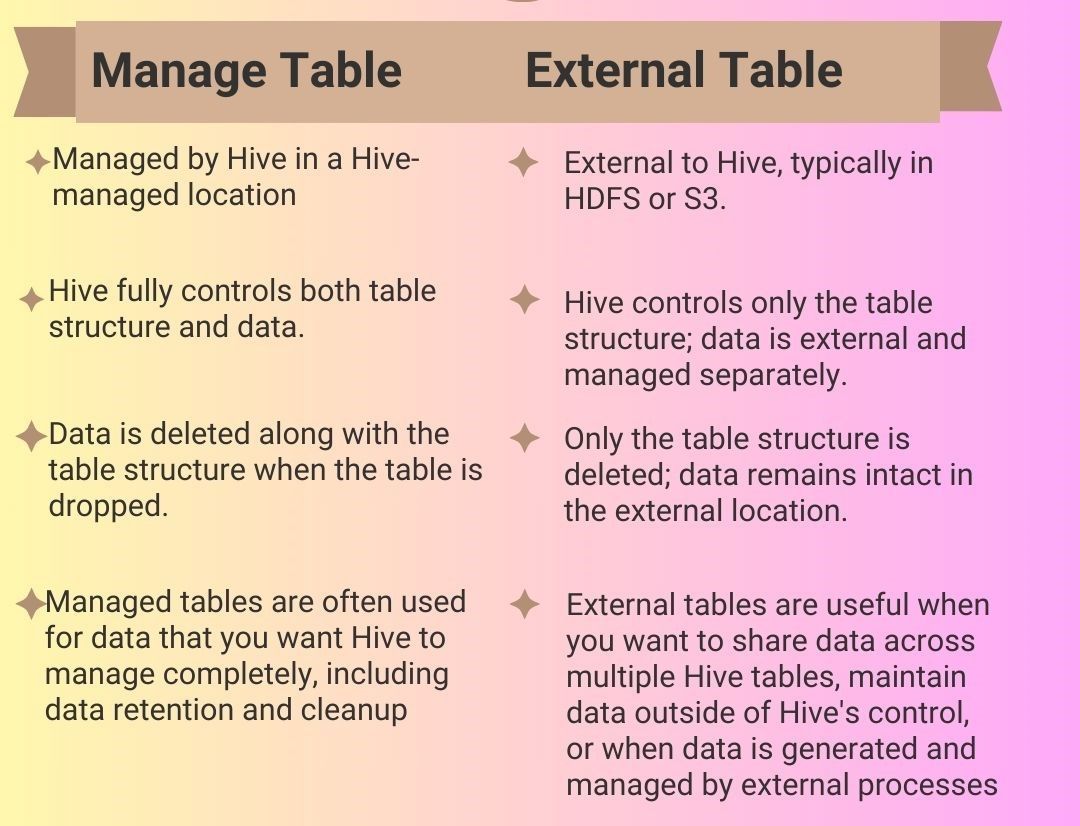 Manage Table
External Table
Managed by Hive in a Hive-
managed location
Hive fully controls both table
structure and data.
Data is deleted along with the
table structure when the table is
dropped.
Managed tables are often used
for data that you want Hive to
manage completely, including
data retention and cleanup
External to Hive, typically in
HDFS or S3.
Hive controls only the table
structure; data is external and
managed separately.
Only the table structure is
deleted; data remains intact in
the external location.
External tables are useful when
you want to share data across
multiple Hive tables, maintain
data outside of Hive's control,
or when data is generated and
managed by external processes